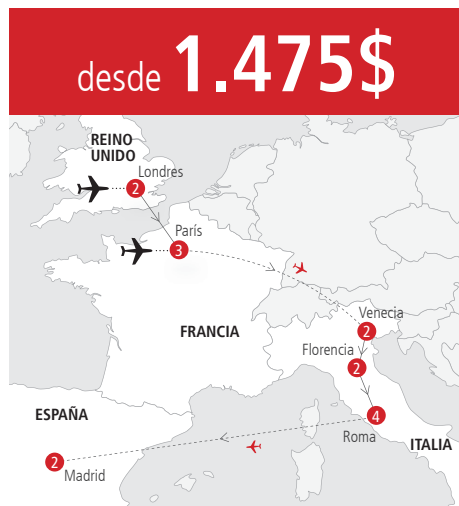 desde 1.475$
REINO
UNIDO
Londres
2
París
3
Venecia
2
FRANCIA
Florencia
2
ESPAÑA
4
Roma
ITALIA
2
Madrid